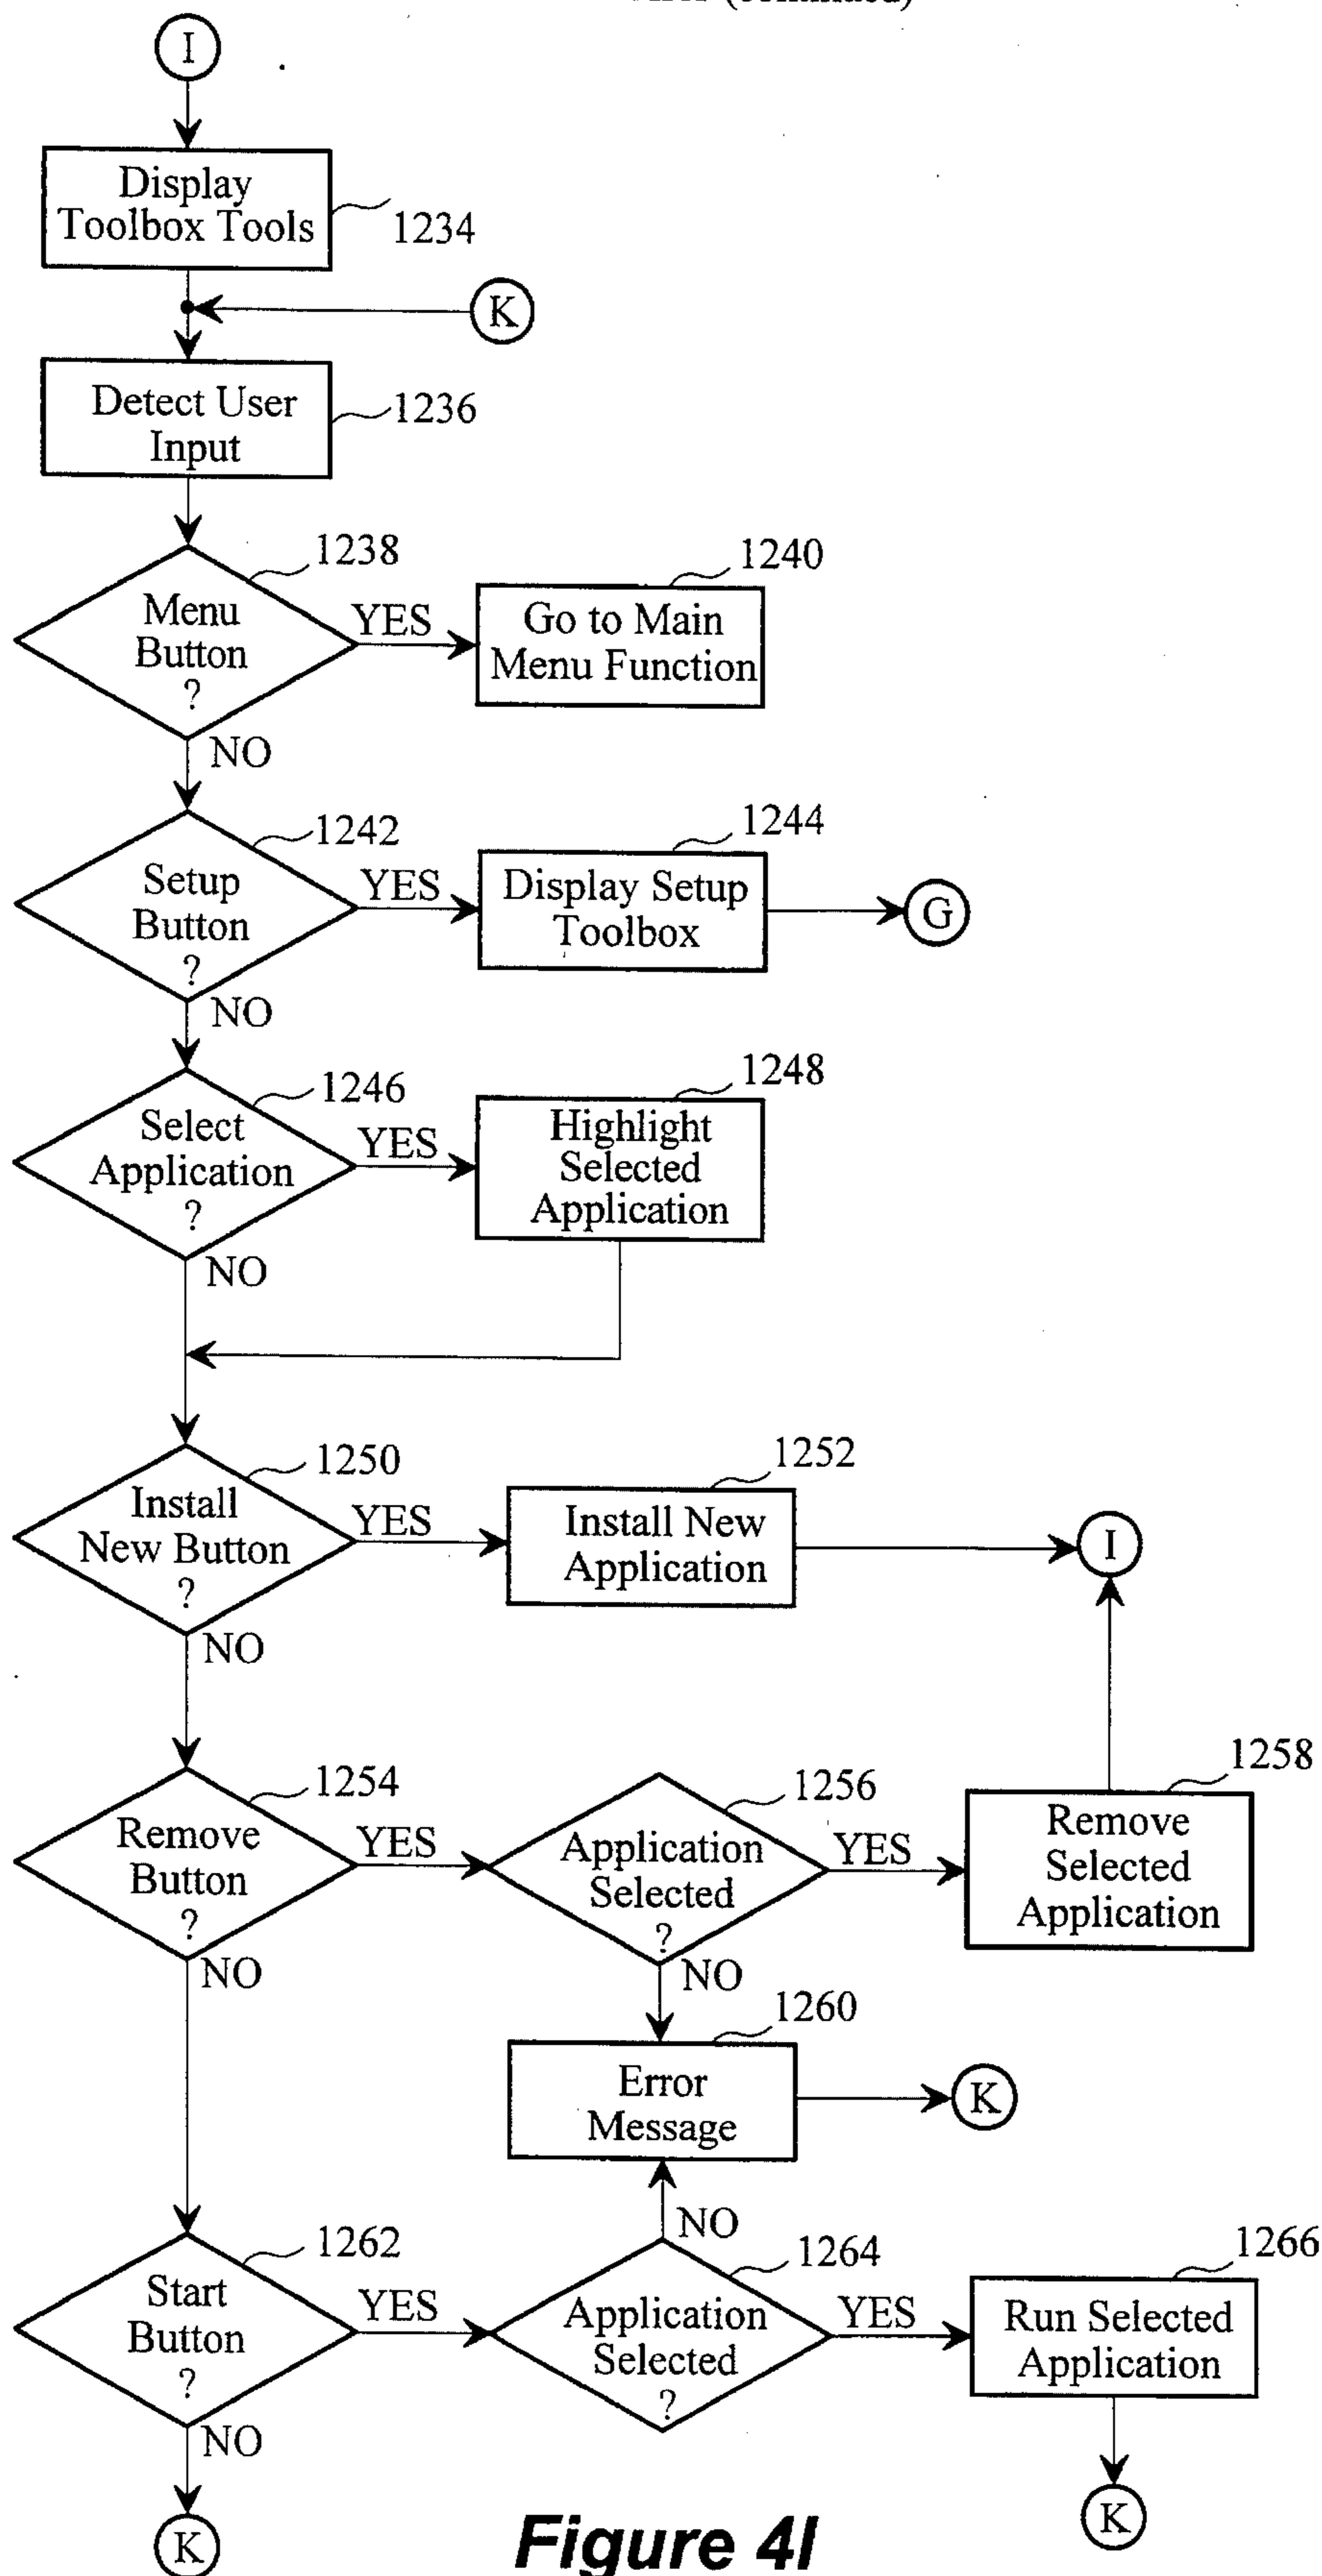 (continued)
I
Display
Toolbox Tools
1234
K
Detect User
Input
1236
1238
Menu
Button
?
YES
1240
Go to Main
Menu Function
NO
1242
Setup
Button
?
YES
1244
Display Setup
Toolbox
G
NO
1246
Select
Application
?
YES
1248
Highlight
Selected
Application
NO
1250
Install
New Button
?
YES
1252
Install New
Application
I
NO
1254
Remove
Button
?
YES
1256
Application
Selected
?
YES
1258
Remove
Selected
Application
NO
NO
1260
Error
Message
K
NO
1262
Start
Button
?
YES
1264
Application
Selected
?
YES
1266
Run Selected
Application
NO
K
K
Figure 4I